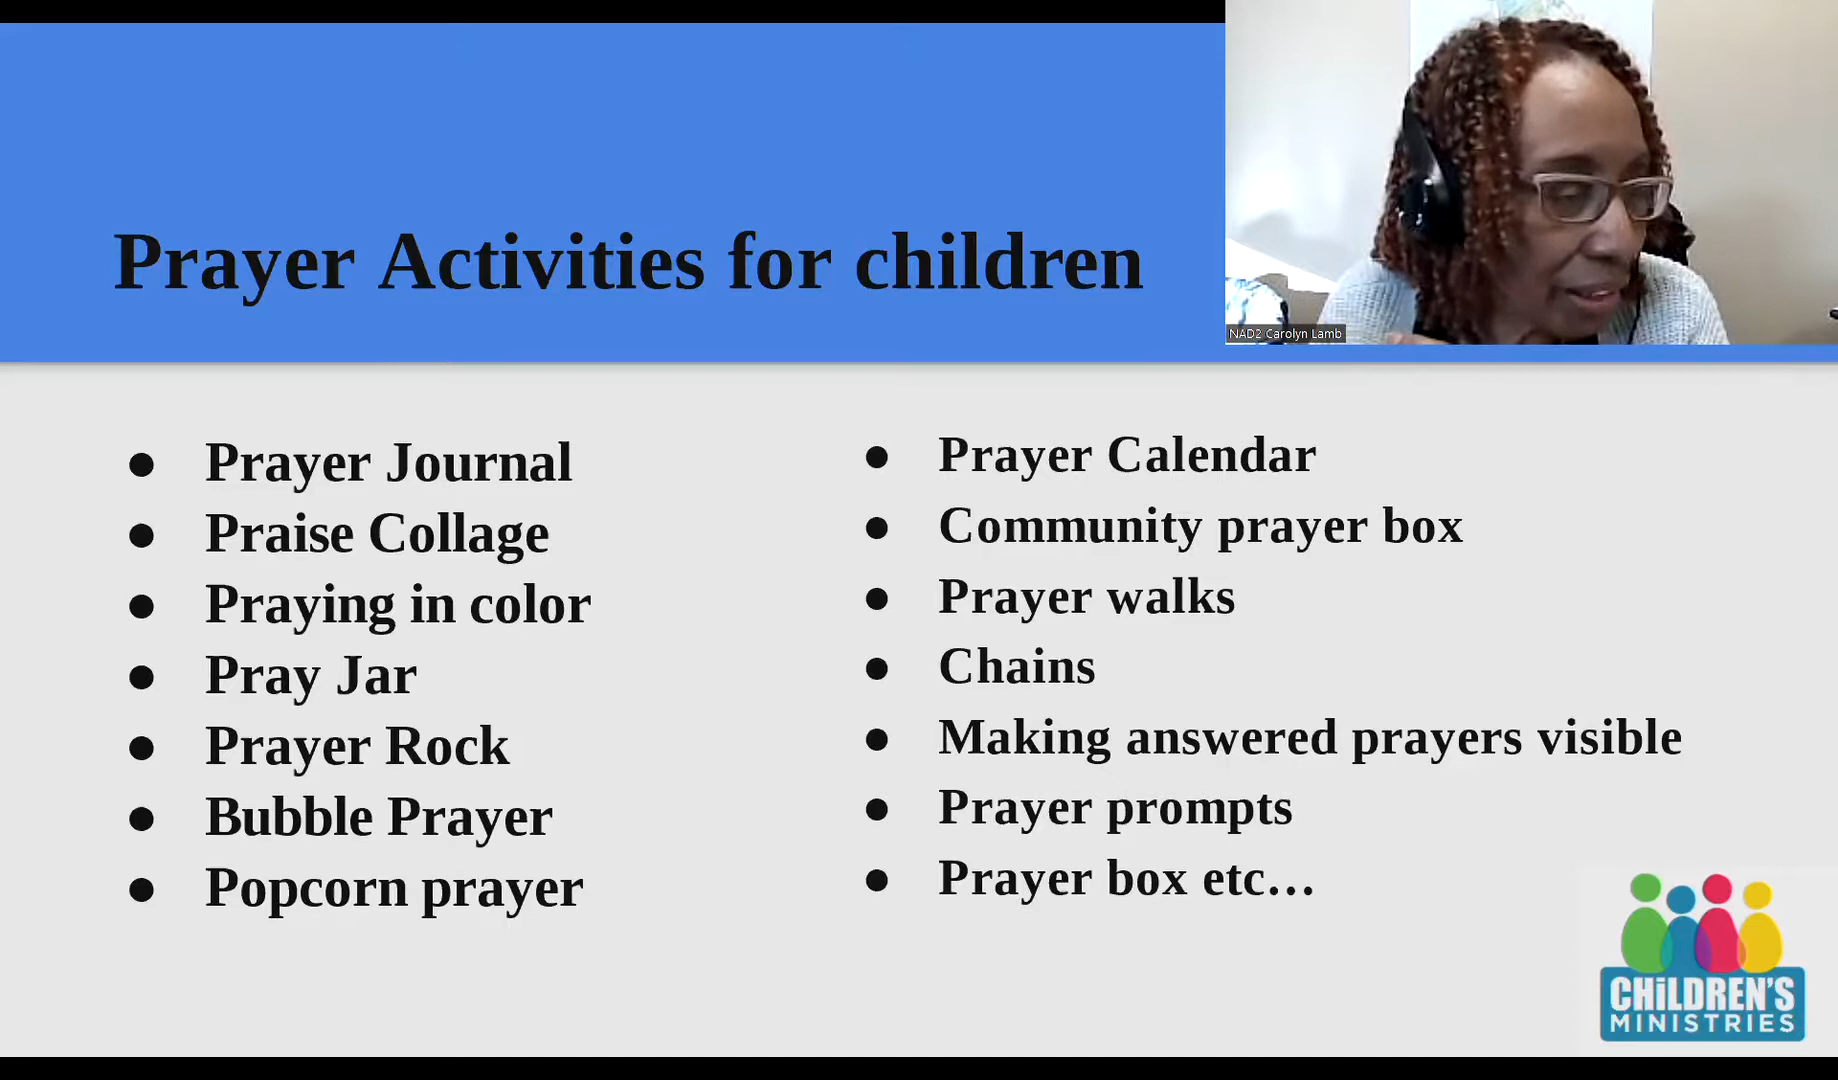 Prayer Activities for children
NAD2 Carolyn Lamb
● Prayer Journal
● Praise Collage
● Praying in color
● Pray Jar
● Prayer Rock
● Bubble Prayer
● Popcorn prayer
● Prayer Calendar
● Community prayer box
● Prayer walks
● Chains
● Making answered prayers visible
● Prayer prompts
● Prayer box etc…
CHiLDREN'S
MINISTRIES